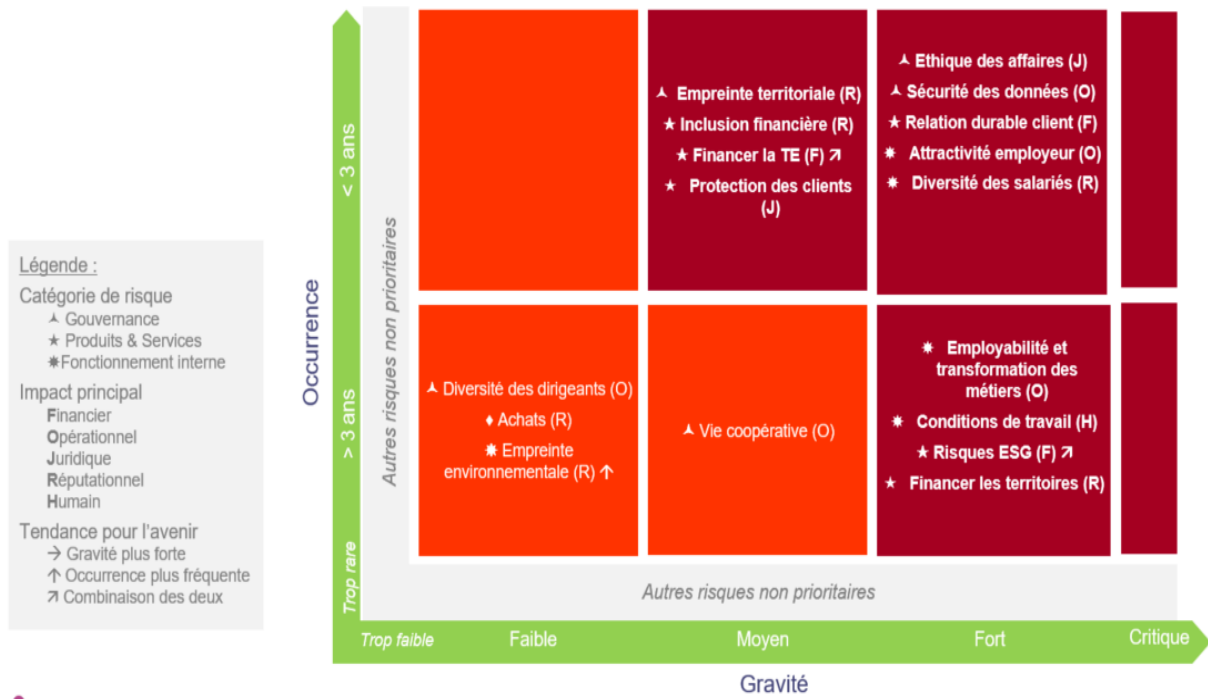 Légende :
Catégorie de risque
⅄ Gouvernance
★ Produits & Services
✸Fonctionnement interne
Impact principal
Financier
Opérationnel
Juridique
Réputationnel
Humain
Tendance pour l'avenir
→ Gravité plus forte
↑ Occurrence plus fréquente
↗ Combinaison des deux
Occurrence
< 3 ans
> 3 ans
Trop rare
Autres risques non prioritaires
⅄ Empreinte territoriale (R)
★ Inclusion financière (R)
★ Financer la TE (F) ↗
★ Protection des clients
(J)
⅄ Ethique des affaires (J)
⅄ Sécurité des données (O)
★ Relation durable client (F)
✸ Attractivité employeur (O)
✸ Diversité des salariés (R)
⅄ Diversité des dirigeants (O)
♦ Achats (R)
✸ Empreinte
environnementale (R) ↑
⅄ Vie coopérative (O)
✸ Employabilité et
transformation des
métiers (O)
✸ Conditions de travail (H)
★ Risques ESG (F) ↗
★ Financer les territoires (R)
Autres risques non prioritaires
Trop faible
Faible
Moyen
Fort
Critique
Gravité